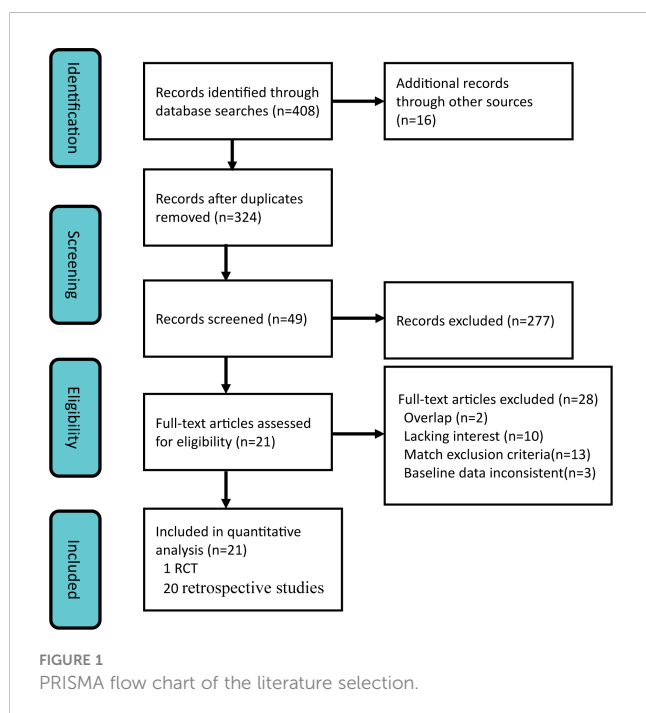 Identification
Records identified through
database searches (n=408)
Additional records
through other sources
(n=16)
Records after duplicates
removed (n=324)
Screening
Records screened (n=49)
Records excluded (n=277)
Eligibility
Full-text articles assessed
for eligibility (n=21)
Full-text articles excluded (n=28)
Overlap (n=2)
Lacking interest (n=10)
Match exclusion criteria(n=13)
Baseline data inconsistent(n=3)
Included
Included in quantitative
analysis (n=21)
1 RCT
20 retrospective studies
FIGURE 1
PRISMA flow chart of the literature selection.